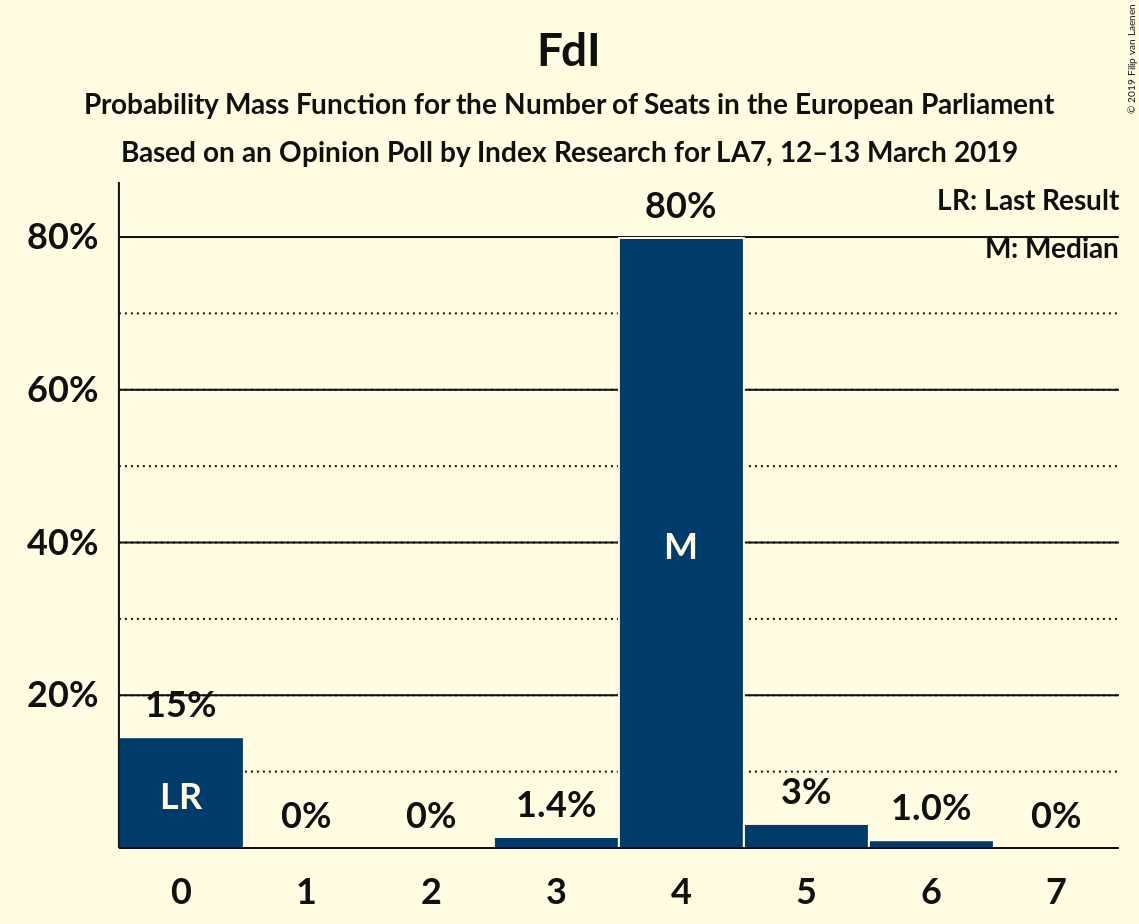 FdI
Probability Mass Function for the Number of Seats in the European Parliament
Based on an Opinion Poll by Index Research for LA7, 12–13 March 2019
© 2019 Filip van Laenen
LR: Last Result
M: Median
80%
60%
40%
20%
15%
0%
0%
1.4%
80%
3%
1.0%
0%
LR
M
0 1 2 3 4 5 6 7